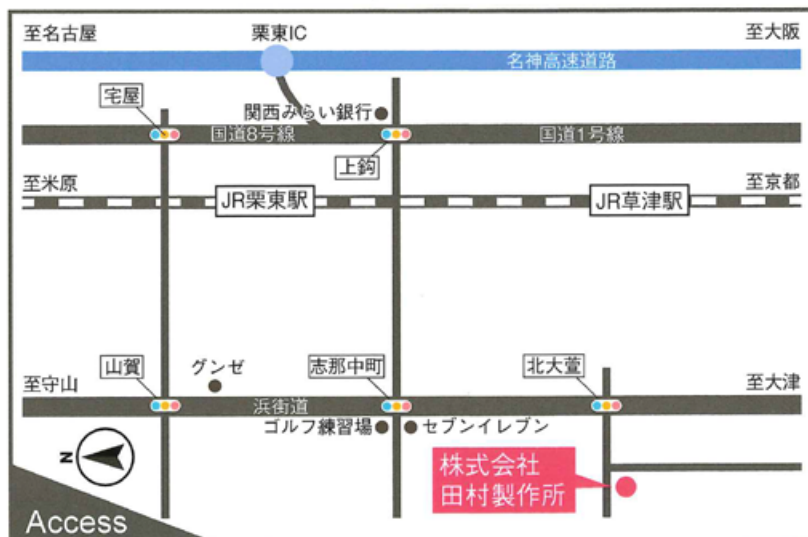 至名古屋
栗東IC
至大阪
名神高速道路
宅屋
関西みらい銀行
国道8号線
国道1号線
上鈎
至米原
JR栗東駅
JR草津駅
至京都
山賀
グンゼ
志那中町
北大萱
至守山
至大津
浜街道
ゴルフ練習場
セブンイレブン
N
株式会社
田村製作所
Access